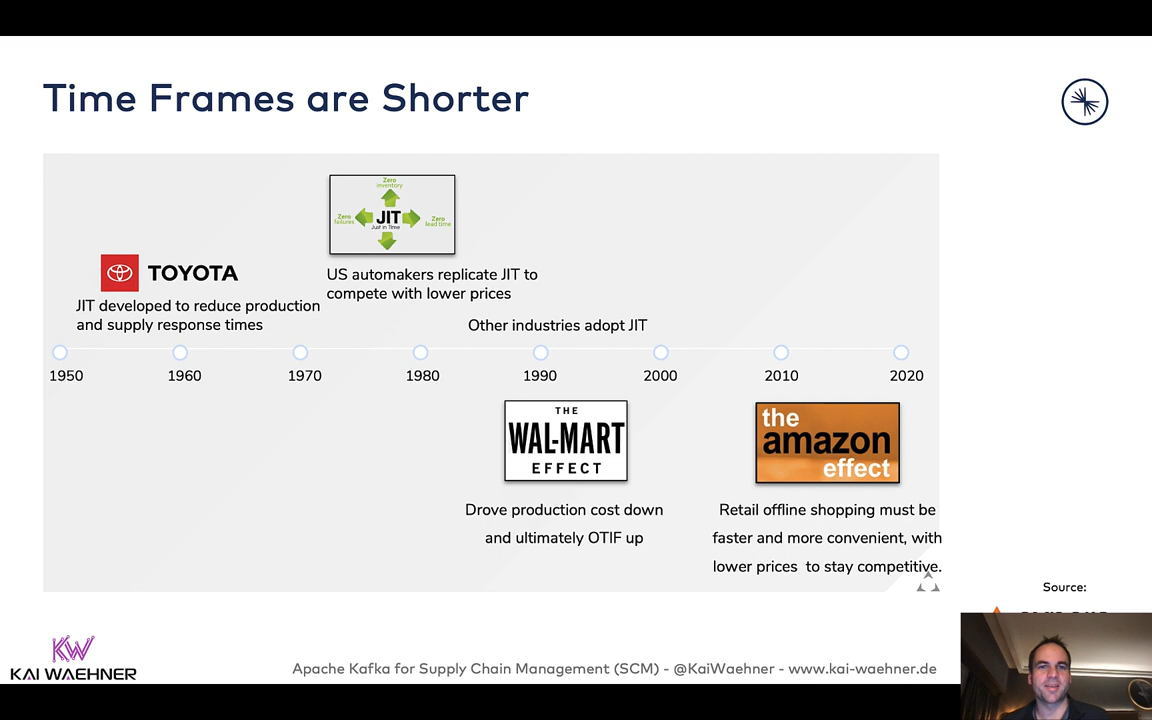 Time Frames are Shorter
Zero
inventory
Zero
failures
JIT
Just in Time
Zero
lead time
TOYOTA
JIT developed to reduce production
and supply response times
US automakers replicate JIT to
compete with lower prices
Other industries adopt JIT
1950
1960
1970
1980
1990
2000
2010
2020
THE
WAL-MART
EFFECT
Drove production cost down
and ultimately OTIF up
the
amazon
effect
Retail offline shopping must be
faster and more convenient, with
lower prices to stay competitive.
Source:
KW
KAI WAEHNER
Apache Kafka for Supply Chain Management (SCM) - @KaiWaehner - www.kai-waehner.de